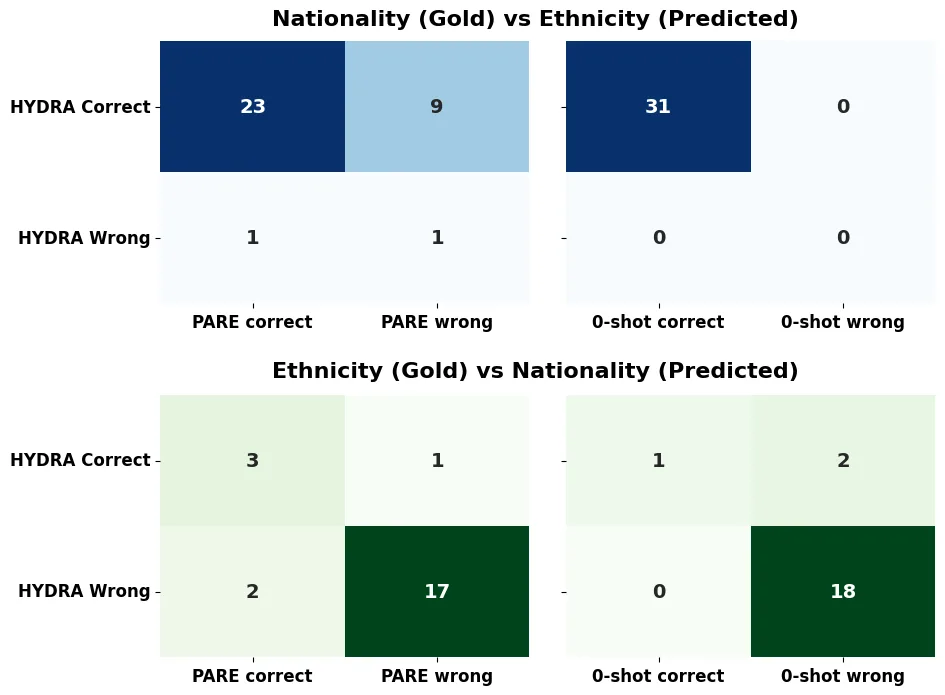 Nationality (Gold) vs Ethnicity (Predicted)
HYDRA Correct 23 9 31 0
HYDRA Wrong 1 1 0 0
PARE correct PARE wrong 0-shot correct 0-shot wrong
Ethnicity (Gold) vs Nationality (Predicted)
HYDRA Correct 3 1 1 2
HYDRA Wrong 2 17 0 18
PARE correct PARE wrong 0-shot correct 0-shot wrong